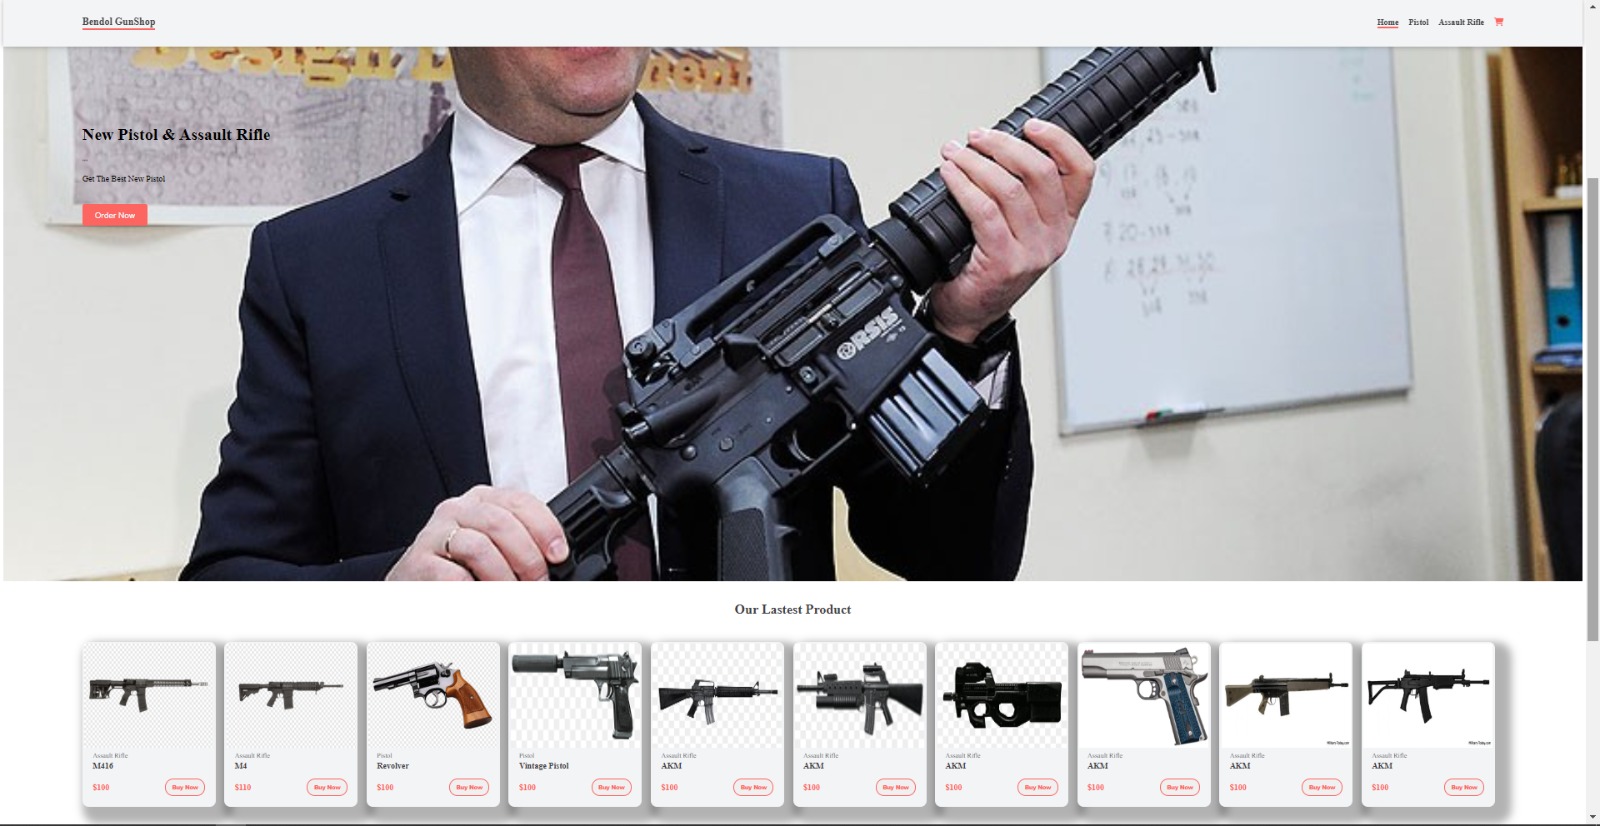 Bendol GunShop
Home Pistol Assault Rifle
New Pistol & Assault Rifle
Get The Best New Pistol
Order Now
ORSIS
Our Lastest Product
Assault Rifle
M416
$100 Buy Now
Assault Rifle
M4
$110 Buy Now
Pistol
Revolver
$100 Buy Now
Pistol
Vintage Pistol
$100 Buy Now
Assault Rifle
AKM
$100 Buy Now
Assault Rifle
AKM
$100 Buy Now
Assault Rifle
AKM
$100 Buy Now
Assault Rifle
AKM
$100 Buy Now
Assault Rifle
AKM
$100 Buy Now
Assault Rifle
AKM
$100 Buy Now